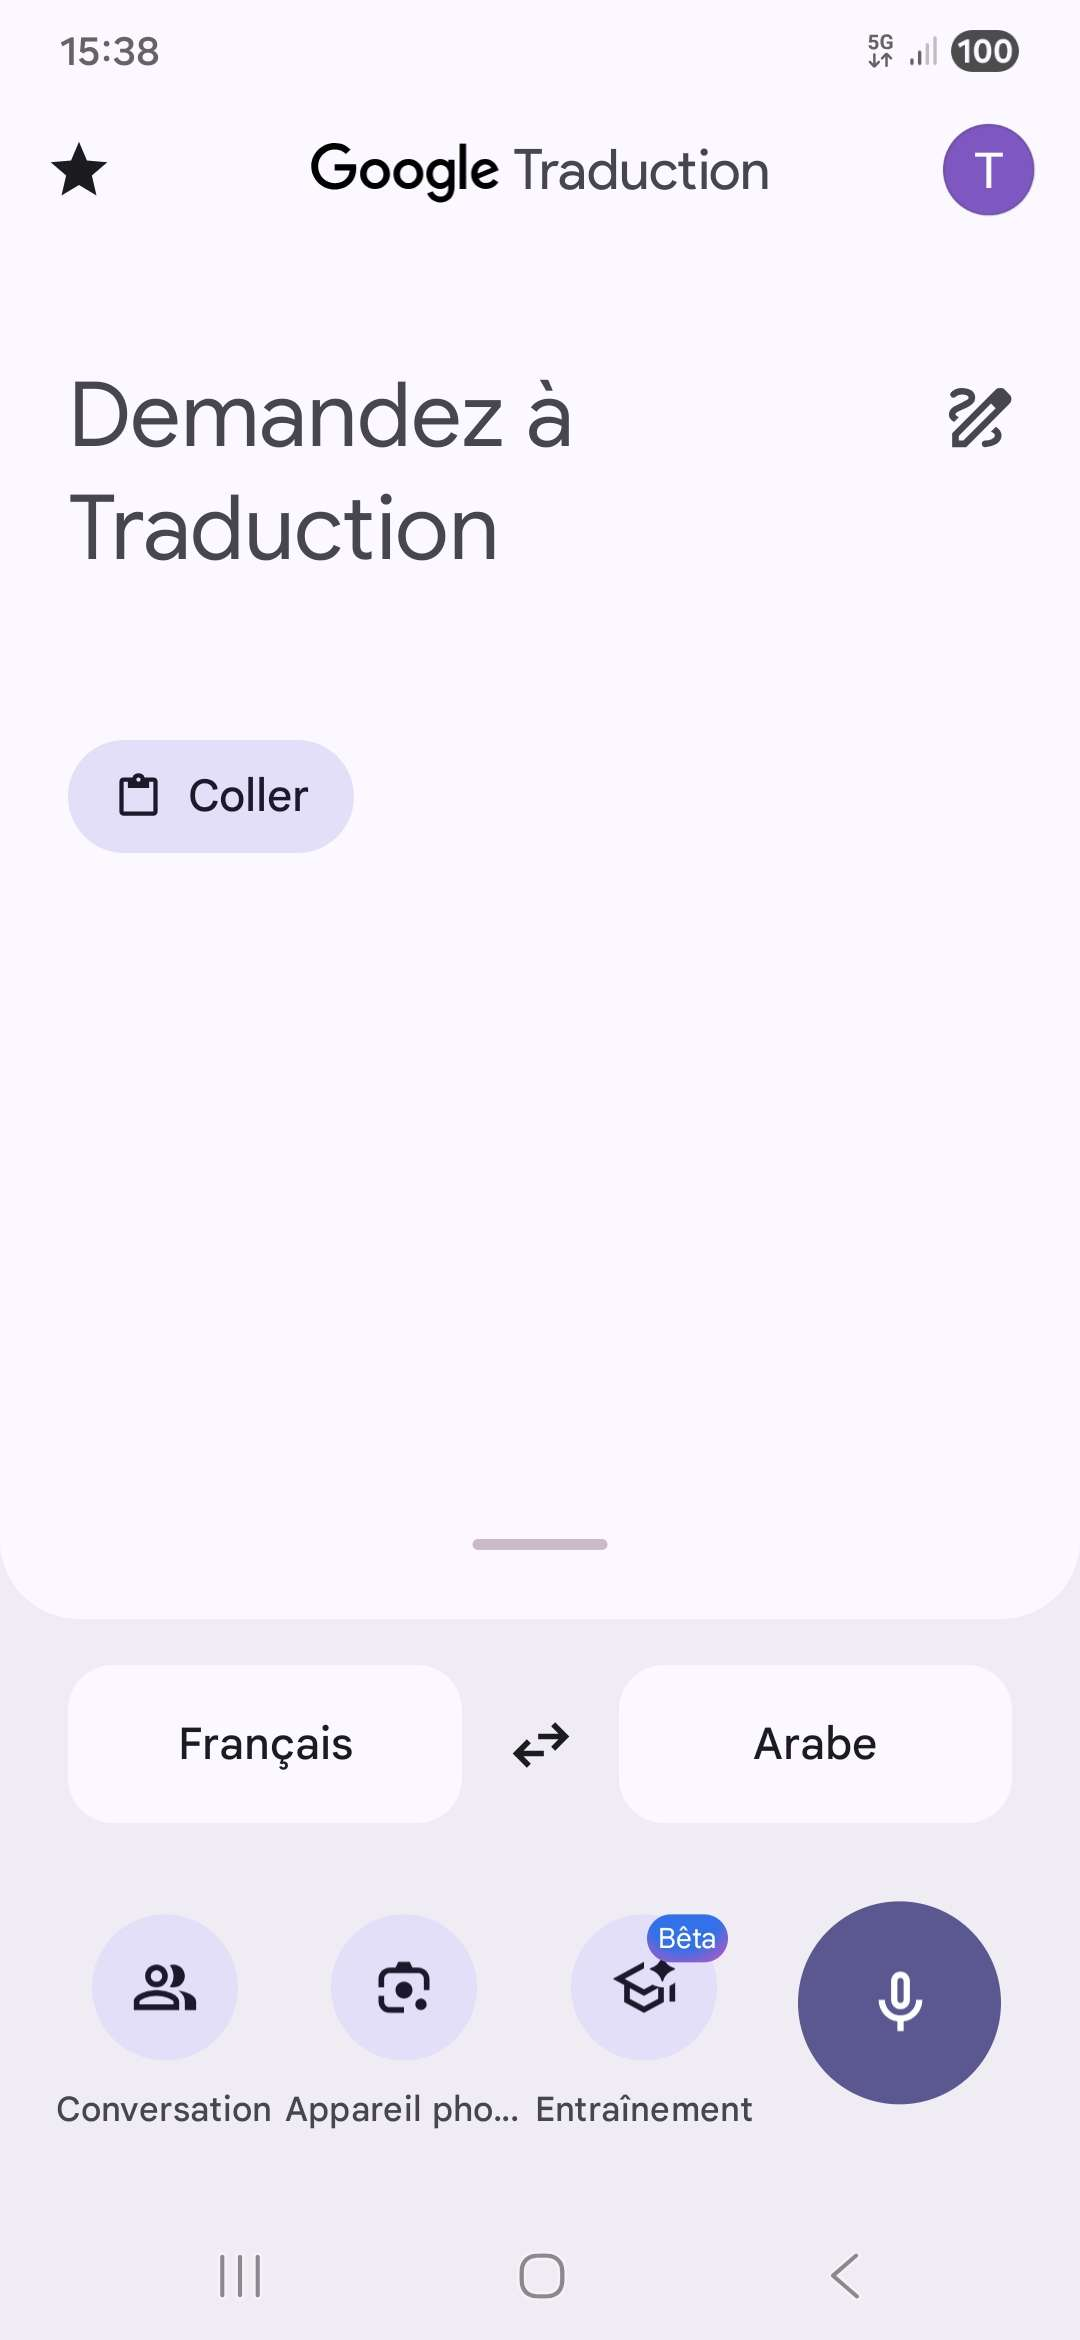 15:38 5G 100
Google Traduction T
Demandez à
Traduction
Coller
Français Arabe
Bêta
Conversation Appareil pho... Entraînement